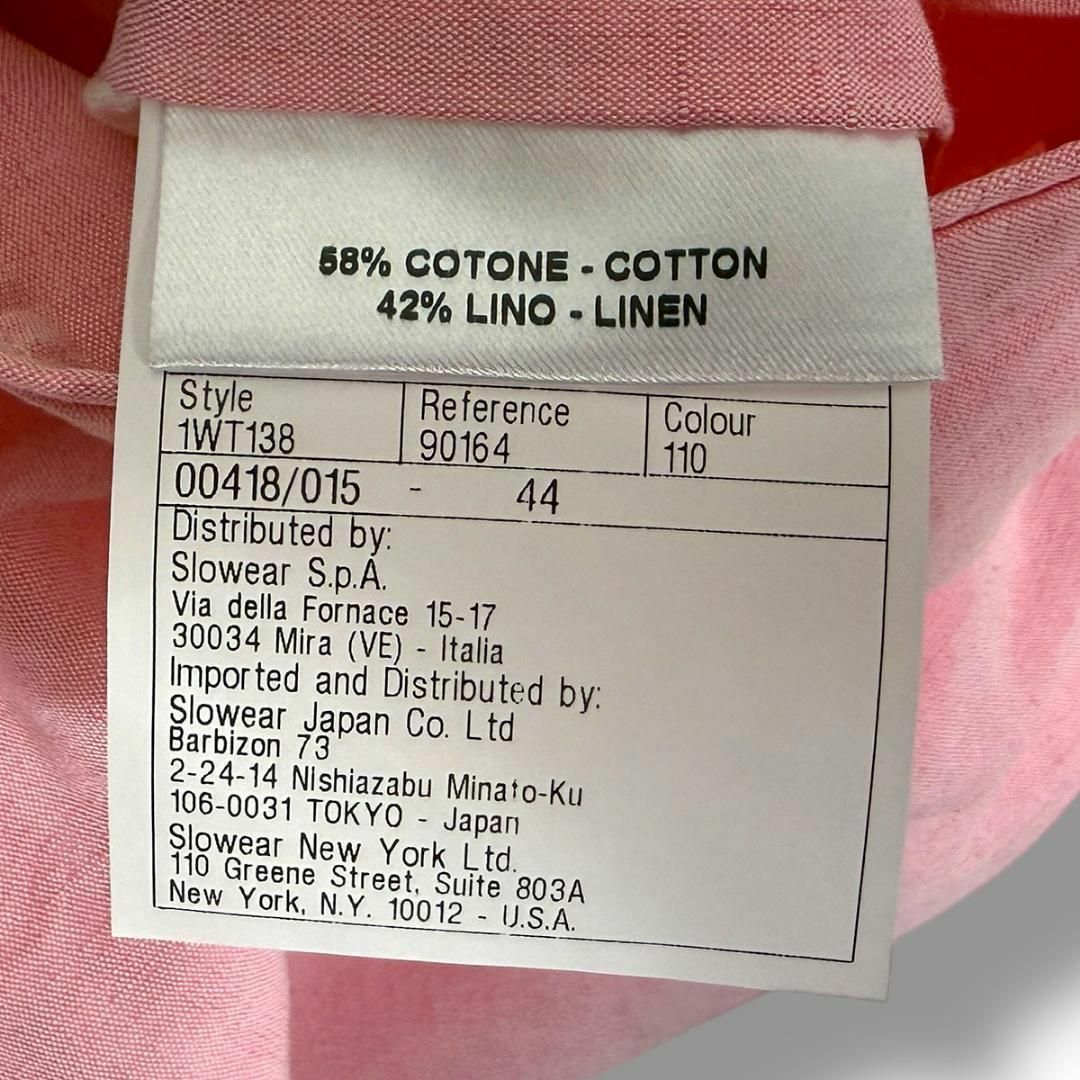 58% COTONE - COTTON
42% LINO - LINEN
Style Reference Colour
1WT138 90164 110
00418/015 - 44
Distributed by:
Slowear S.p.A.
Via della Fornace 15-17
30034 Mira (VE) - Italia
Imported and Distributed by:
Slowear Japan Co. Ltd
Barbizon 73
2-24-14 Nishiazabu Minato-Ku
106-0031 TOKYO - Japan
Slowear New York Ltd.
110 Greene Street, Suite 803A
New York, N.Y. 10012 - U.S.A.